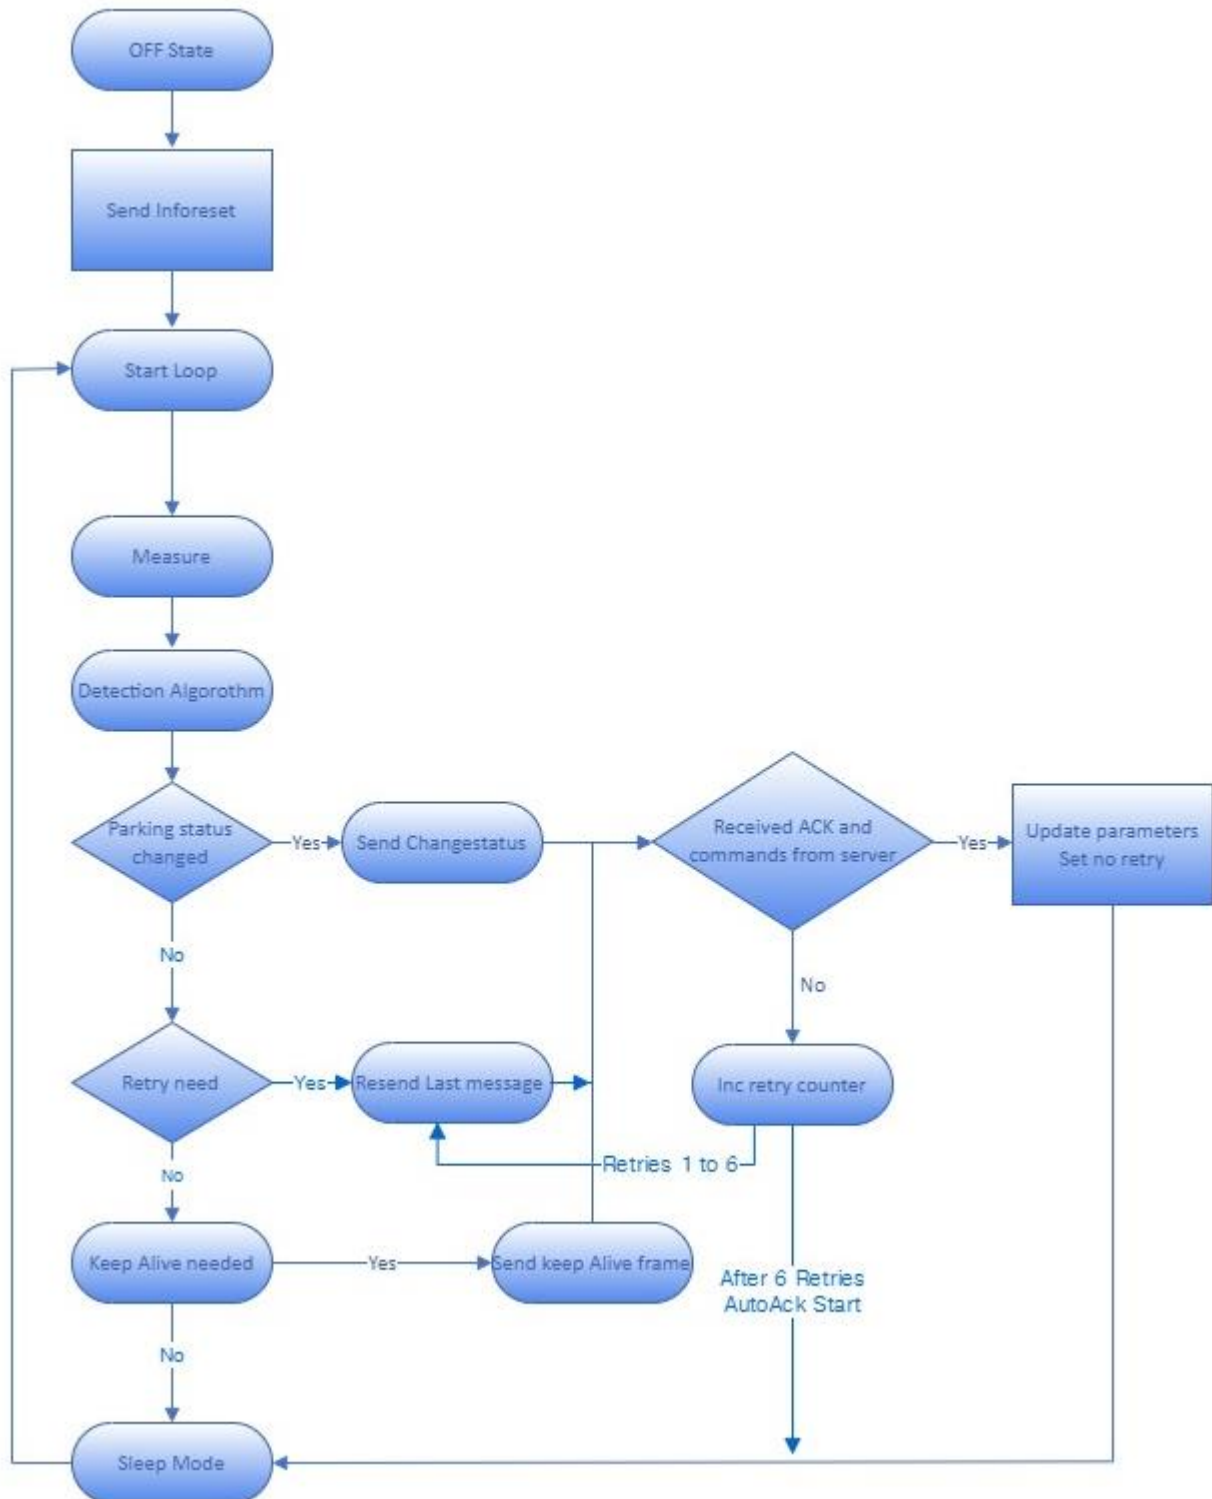 OFF State
Send Inforeset
Start Loop
Measure
Detection Algorothm
Parking status
changed
Yes
Send Changestatus
Received ACK and
commands from server
Yes
Update parameters
Set no retry
No
No
Retry need
Yes
Resend Last message
Inc retry counter
Retries 1 to 6
No
Keep Alive needed
Yes
Send keep Alive frame
After 6 Retries
AutoAck Start
No
Sleep Mode